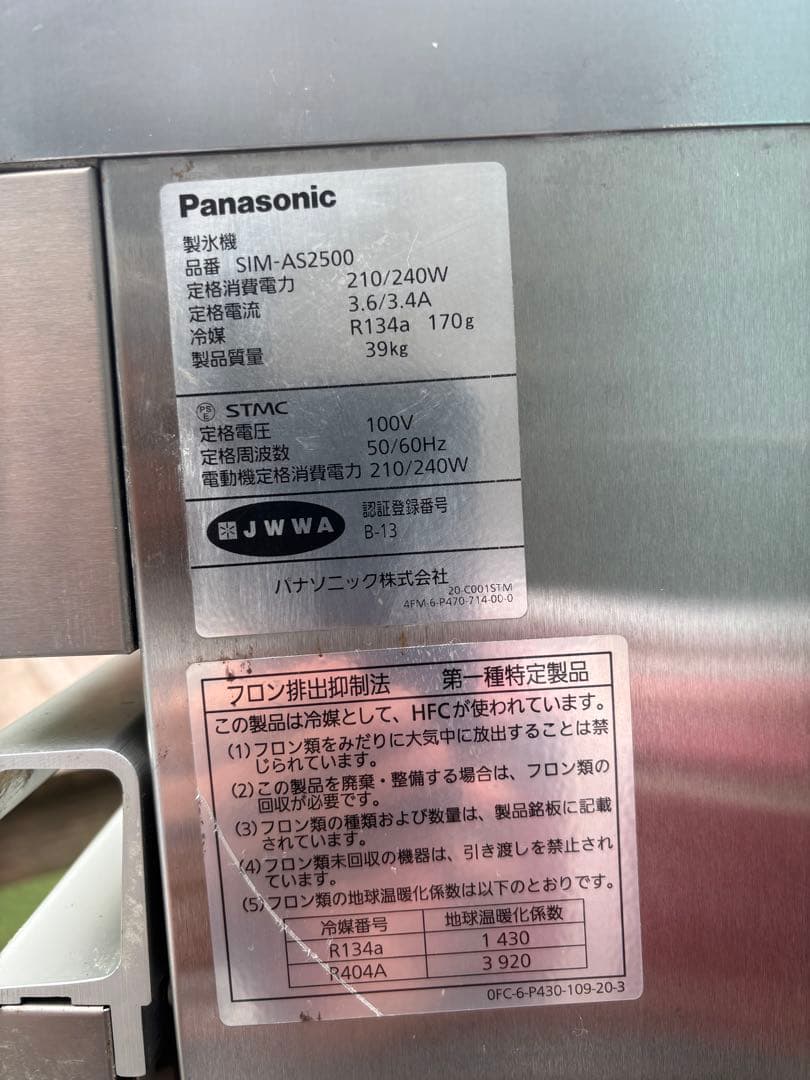 Panasonic
製氷機
品番 SIM-AS2500
定格消費電力 210/240W
定格電流 3.6/3.4A
冷媒 R134a 170g
製品質量 39kg
PS E STMC
定格電圧 100V
定格周波数 50/60Hz
電動機定格消費電力 210/240W
JWWA 認証登録番号
B-13
パナソニック株式会社
20-C001STM
4FM-6-P470-714-00-0
フロン排出抑制法 第一種特定製品
この製品は冷媒として、HFCが使われています。
(1)フロン類をみだりに大気中に放出することは禁
じられています。
(2)この製品を廃棄・整備する場合は、フロン類の
回収が必要です。
(3)フロン類の種類および数量は、製品銘板に記載
されています。
(4)フロン類未回収の機器は、引き渡しを禁止され
ています。
(5)フロン類の地球温暖化係数は以下のとおりです。
冷媒番号 地球温暖化係数
R134a 1 430
R404A 3 920
0FC-6-P430-109-20-3